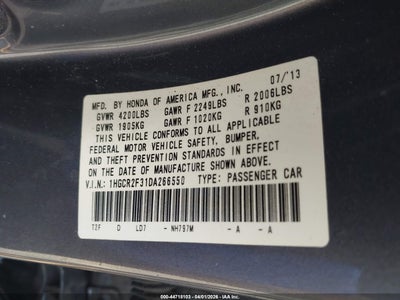 MFD. BY HONDA OF AMERICA MFG., INC. 07/13
GVWR 4200LBS GAWR F 2249LBS R 2006LBS
GVWR 1905KG GAWR F 1020KG R 910KG
THIS VEHICLE CONFORMS TO ALL APPLICABLE
FEDERAL MOTOR VEHICLE SAFETY, BUMPER,
AND THEFT PREVENTION STANDARDS IN EFFECT
ON THE DATE OF MANUFACTURE SHOWN ABOVE.
V.I.N: 1HGCR2F31DA266550 TYPE: PASSENGER CAR
T2F D LD7 - NH797M - A - A
000-44718103 - 04/01/2026 - IAA Inc.